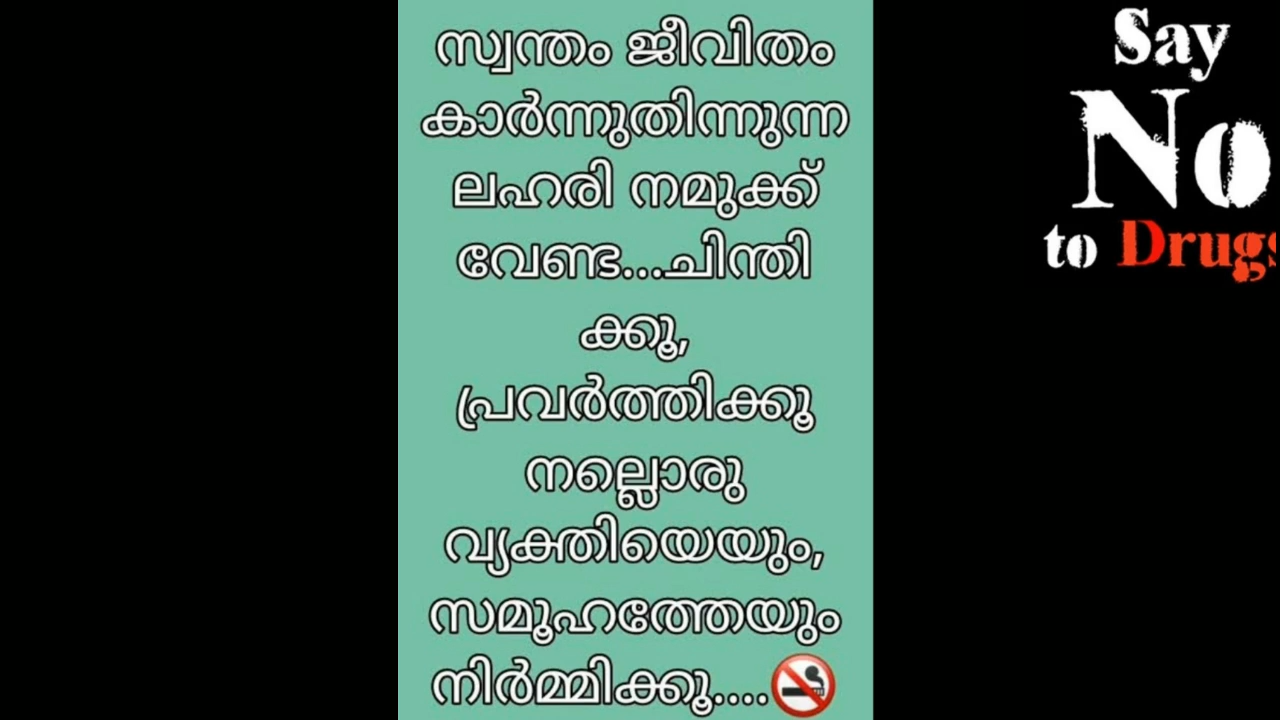 സ്വന്തം ജീവിതം
കാർന്നുതിന്നുന്ന
ലഹരി നമുക്ക്
വേണ്ട...ചിന്തി
ക്കൂ,
പ്രവർത്തിക്കൂ
നല്ലൊരു
വ്യക്തിയെയും,
സമൂഹത്തേയും
നിർമ്മിക്കൂ....🚭
Say
No
to Drugs